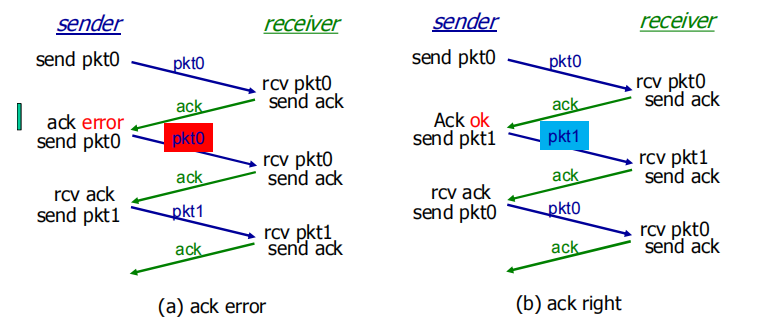 sender
receiver
send pkt0
pkt0
rcv pkt0
send ack
ack
ack error
send pkt0
pkt0
rcv pkt0
send ack
ack
rcv ack
send pkt1
pkt1
rcv pkt1
send ack
ack
(a) ack error
sender
receiver
send pkt0
pkt0
rcv pkt0
send ack
ack
Ack ok
send pkt1
pkt1
rcv pkt1
send ack
ack
rcv ack
send pkt0
pkt0
rcv pkt0
send ack
ack
(b) ack right